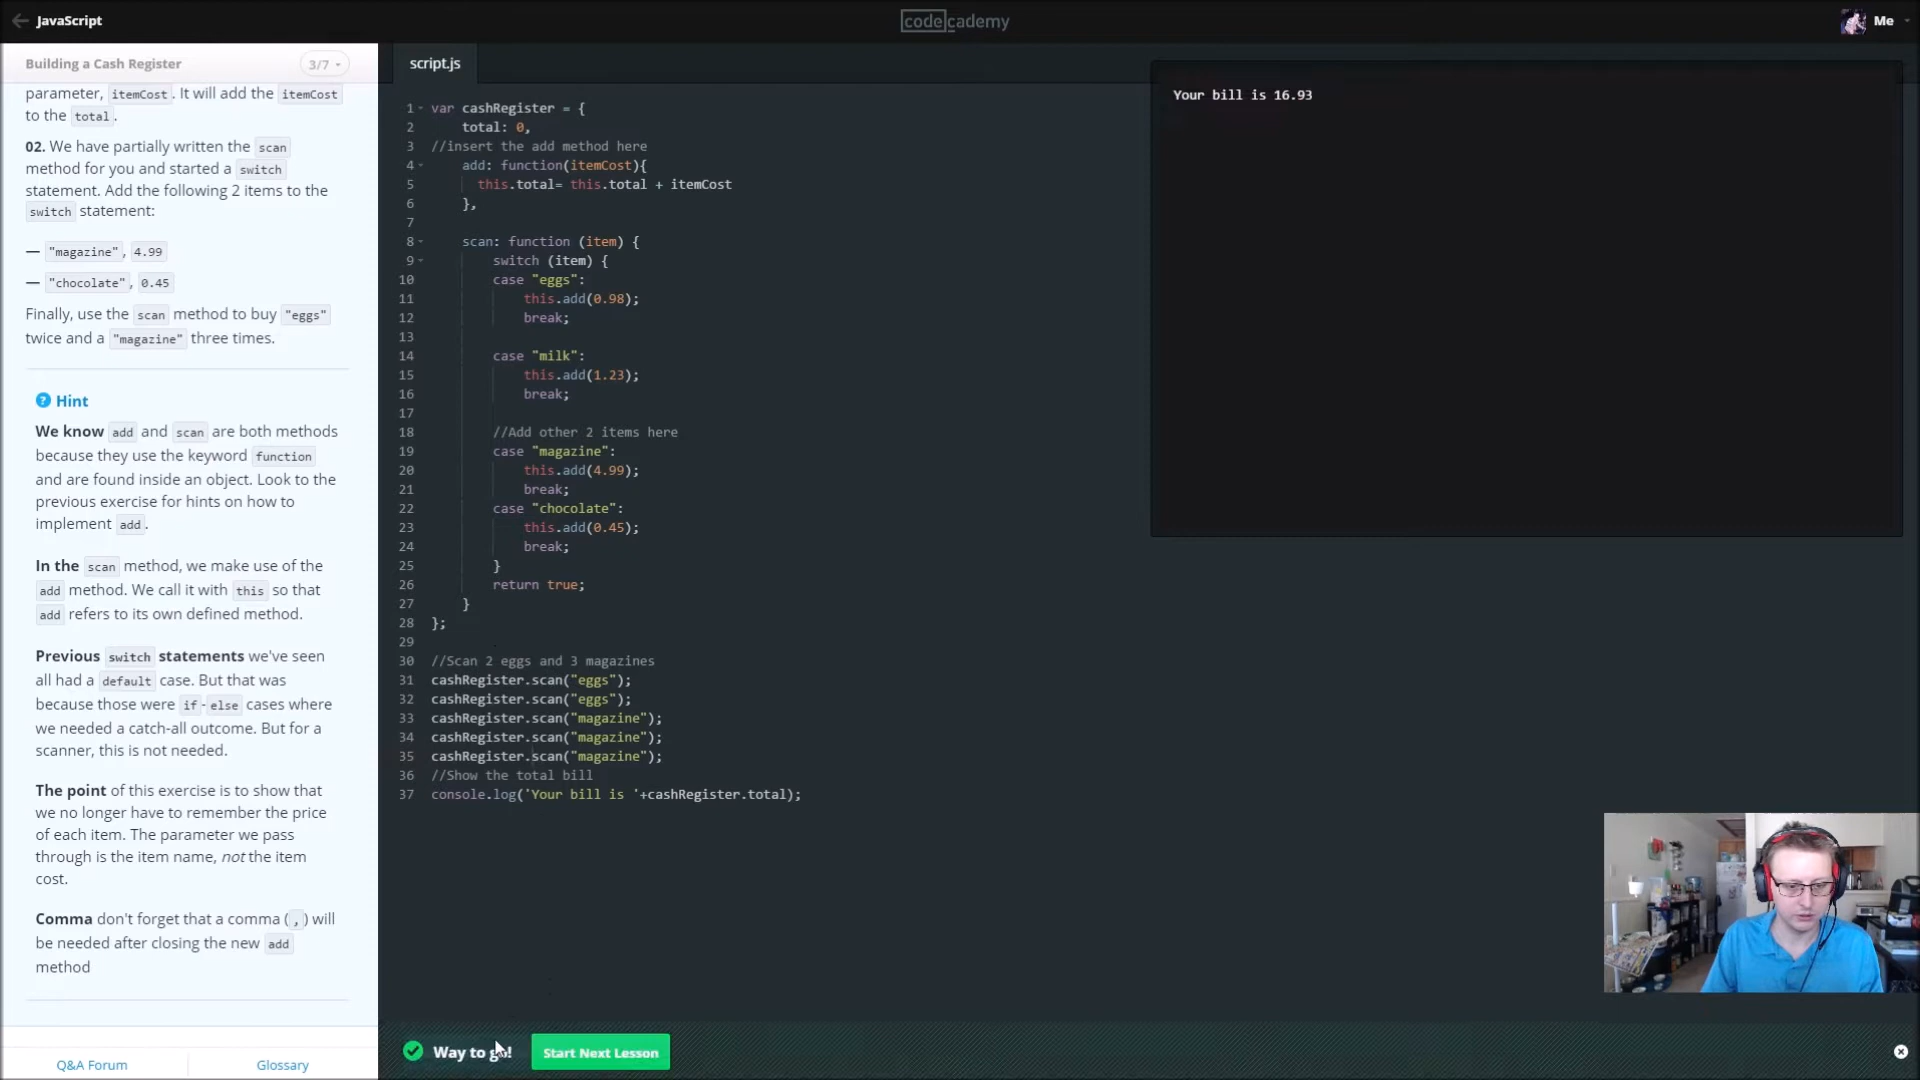 JavaScript
codecademy
Me
Building a Cash Register
3/7
script.js
parameter, itemCost. It will add the itemCost
to the total.
02. We have partially written the scan
method for you and started a switch
statement. Add the following 2 items to the
switch statement:
— "magazine", 4.99
— "chocolate", 0.45
Finally, use the scan method to buy "eggs"
twice and a "magazine" three times.
? Hint
We know add and scan are both methods
because they use the keyword function
and are found inside an object. Look to the
previous exercise for hints on how to
implement add.
In the scan method, we make use of the
add method. We call it with this so that
add refers to its own defined method.
Previous switch statements we've seen
all had a default case. But that was
because those were if-else cases where
we needed a catch-all outcome. But for a
scanner, this is not needed.
The point of this exercise is to show that
we no longer have to remember the price
of each item. The parameter we pass
through is the item name, not the item
cost.
Comma don't forget that a comma (,) will
be needed after closing the new add
method
Q&A Forum
Glossary
1 var cashRegister = {
2 total: 0,
3 //insert the add method here
4 add: function(itemCost){
5 this.total= this.total + itemCost
6 },
7
8 scan: function (item) {
9 switch (item) {
10 case "eggs":
11 this.add(0.98);
12 break;
13
14 case "milk":
15 this.add(1.23);
16 break;
17
18 //Add other 2 items here
19 case "magazine":
20 this.add(4.99);
21 break;
22 case "chocolate":
23 this.add(0.45);
24 break;
25 }
26 return true;
27 }
28 };
29
30 //Scan 2 eggs and 3 magazines
31 cashRegister.scan("eggs");
32 cashRegister.scan("eggs");
33 cashRegister.scan("magazine");
34 cashRegister.scan("magazine");
35 cashRegister.scan("magazine");
36 //Show the total bill
37 console.log('Your bill is '+cashRegister.total);
Your bill is 16.93
Way to go!
Start Next Lesson